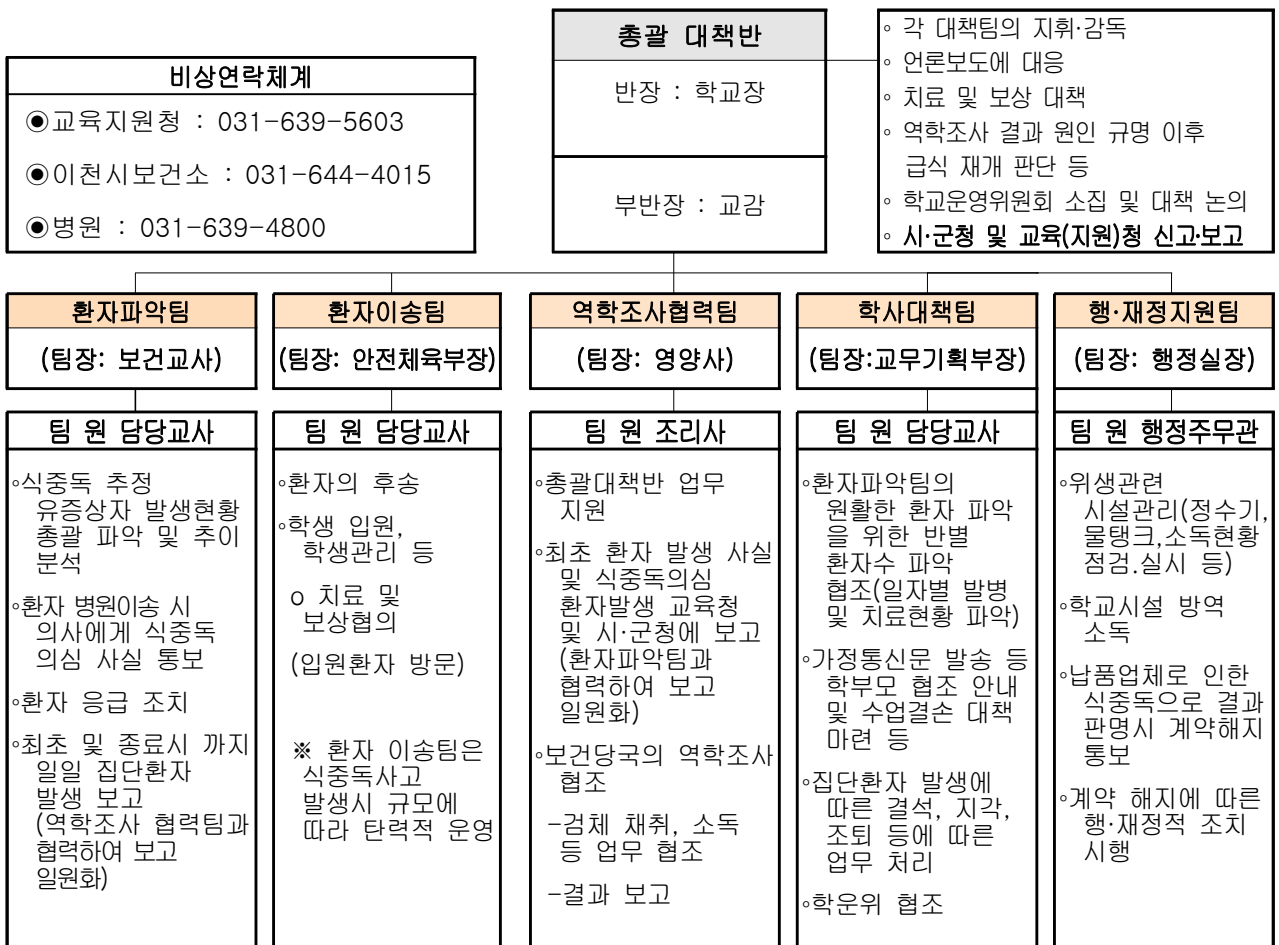 비상연락체계
◉교육지원청 : 031-639-5603
◉이천시보건소 : 031-644-4015
◉병원 : 031-639-4800
총괄 대책반
반장 : 학교장
부반장 : 교감
◦ 각 대책팀의 지휘·감독
◦ 언론보도에 대응
◦ 치료 및 보상 대책
◦ 역학조사 결과 원인 규명 이후
급식 재개 판단 등
◦ 학교운영위원회 소집 및 대책 논의
◦ 시·군청 및 교육(지원)청 신고·보고
환자파악팀
(팀장: 보건교사)
팀 원 담당교사
◦식중독 추정
유증상자 발생현황
총괄 파악 및 추이
분석
◦환자 병원이송 시
의사에게 식중독
의심 사실 통보
◦환자 응급 조치
◦최초 및 종료시 까지
일일 집단환자
발생 보고
(역학조사 협력팀과
협력하여 보고
일원화)
환자이송팀
(팀장: 안전체육부장)
팀 원 담당교사
◦환자의 후송
◦학생 입원,
학생관리 등
o 치료 및
보상협의
(입원환자 방문)
※ 환자 이송팀은
식중독사고
발생시 규모에
따라 탄력적 운영
역학조사협력팀
(팀장: 영양사)
팀 원 조리사
◦총괄대책반 업무
지원
◦최초 환자 발생 사실
및 식중독의심
환자발생 교육청
및 시·군청에 보고
(환자파악팀과
협력하여 보고
일원화)
◦보건당국의 역학조사
협조
-검체 채취, 소독
등 업무 협조
-결과 보고
학사대책팀
(팀장:교무기획부장)
팀 원 담당교사
◦환자파악팀의
원활한 환자 파악
을 위한 반별
환자수 파악
협조(일자별 발병
및 치료현황 파악)
◦가정통신문 발송 등
학부모 협조 안내
및 수업결손 대책
마련 등
◦집단환자 발생에
따른 결석, 지각,
조퇴 등에 따른
업무 처리
◦학운위 협조
행·재정지원팀
(팀장: 행정실장)
팀 원 행정주무관
◦위생관련
시설관리(정수기,
물탱크,소독현황
점검.실시 등)
◦학교시설 방역
소독
◦납품업체로 인한
식중독으로 결과
판명시 계약해지
통보
◦계약 해지에 따른
행·재정적 조치
시행